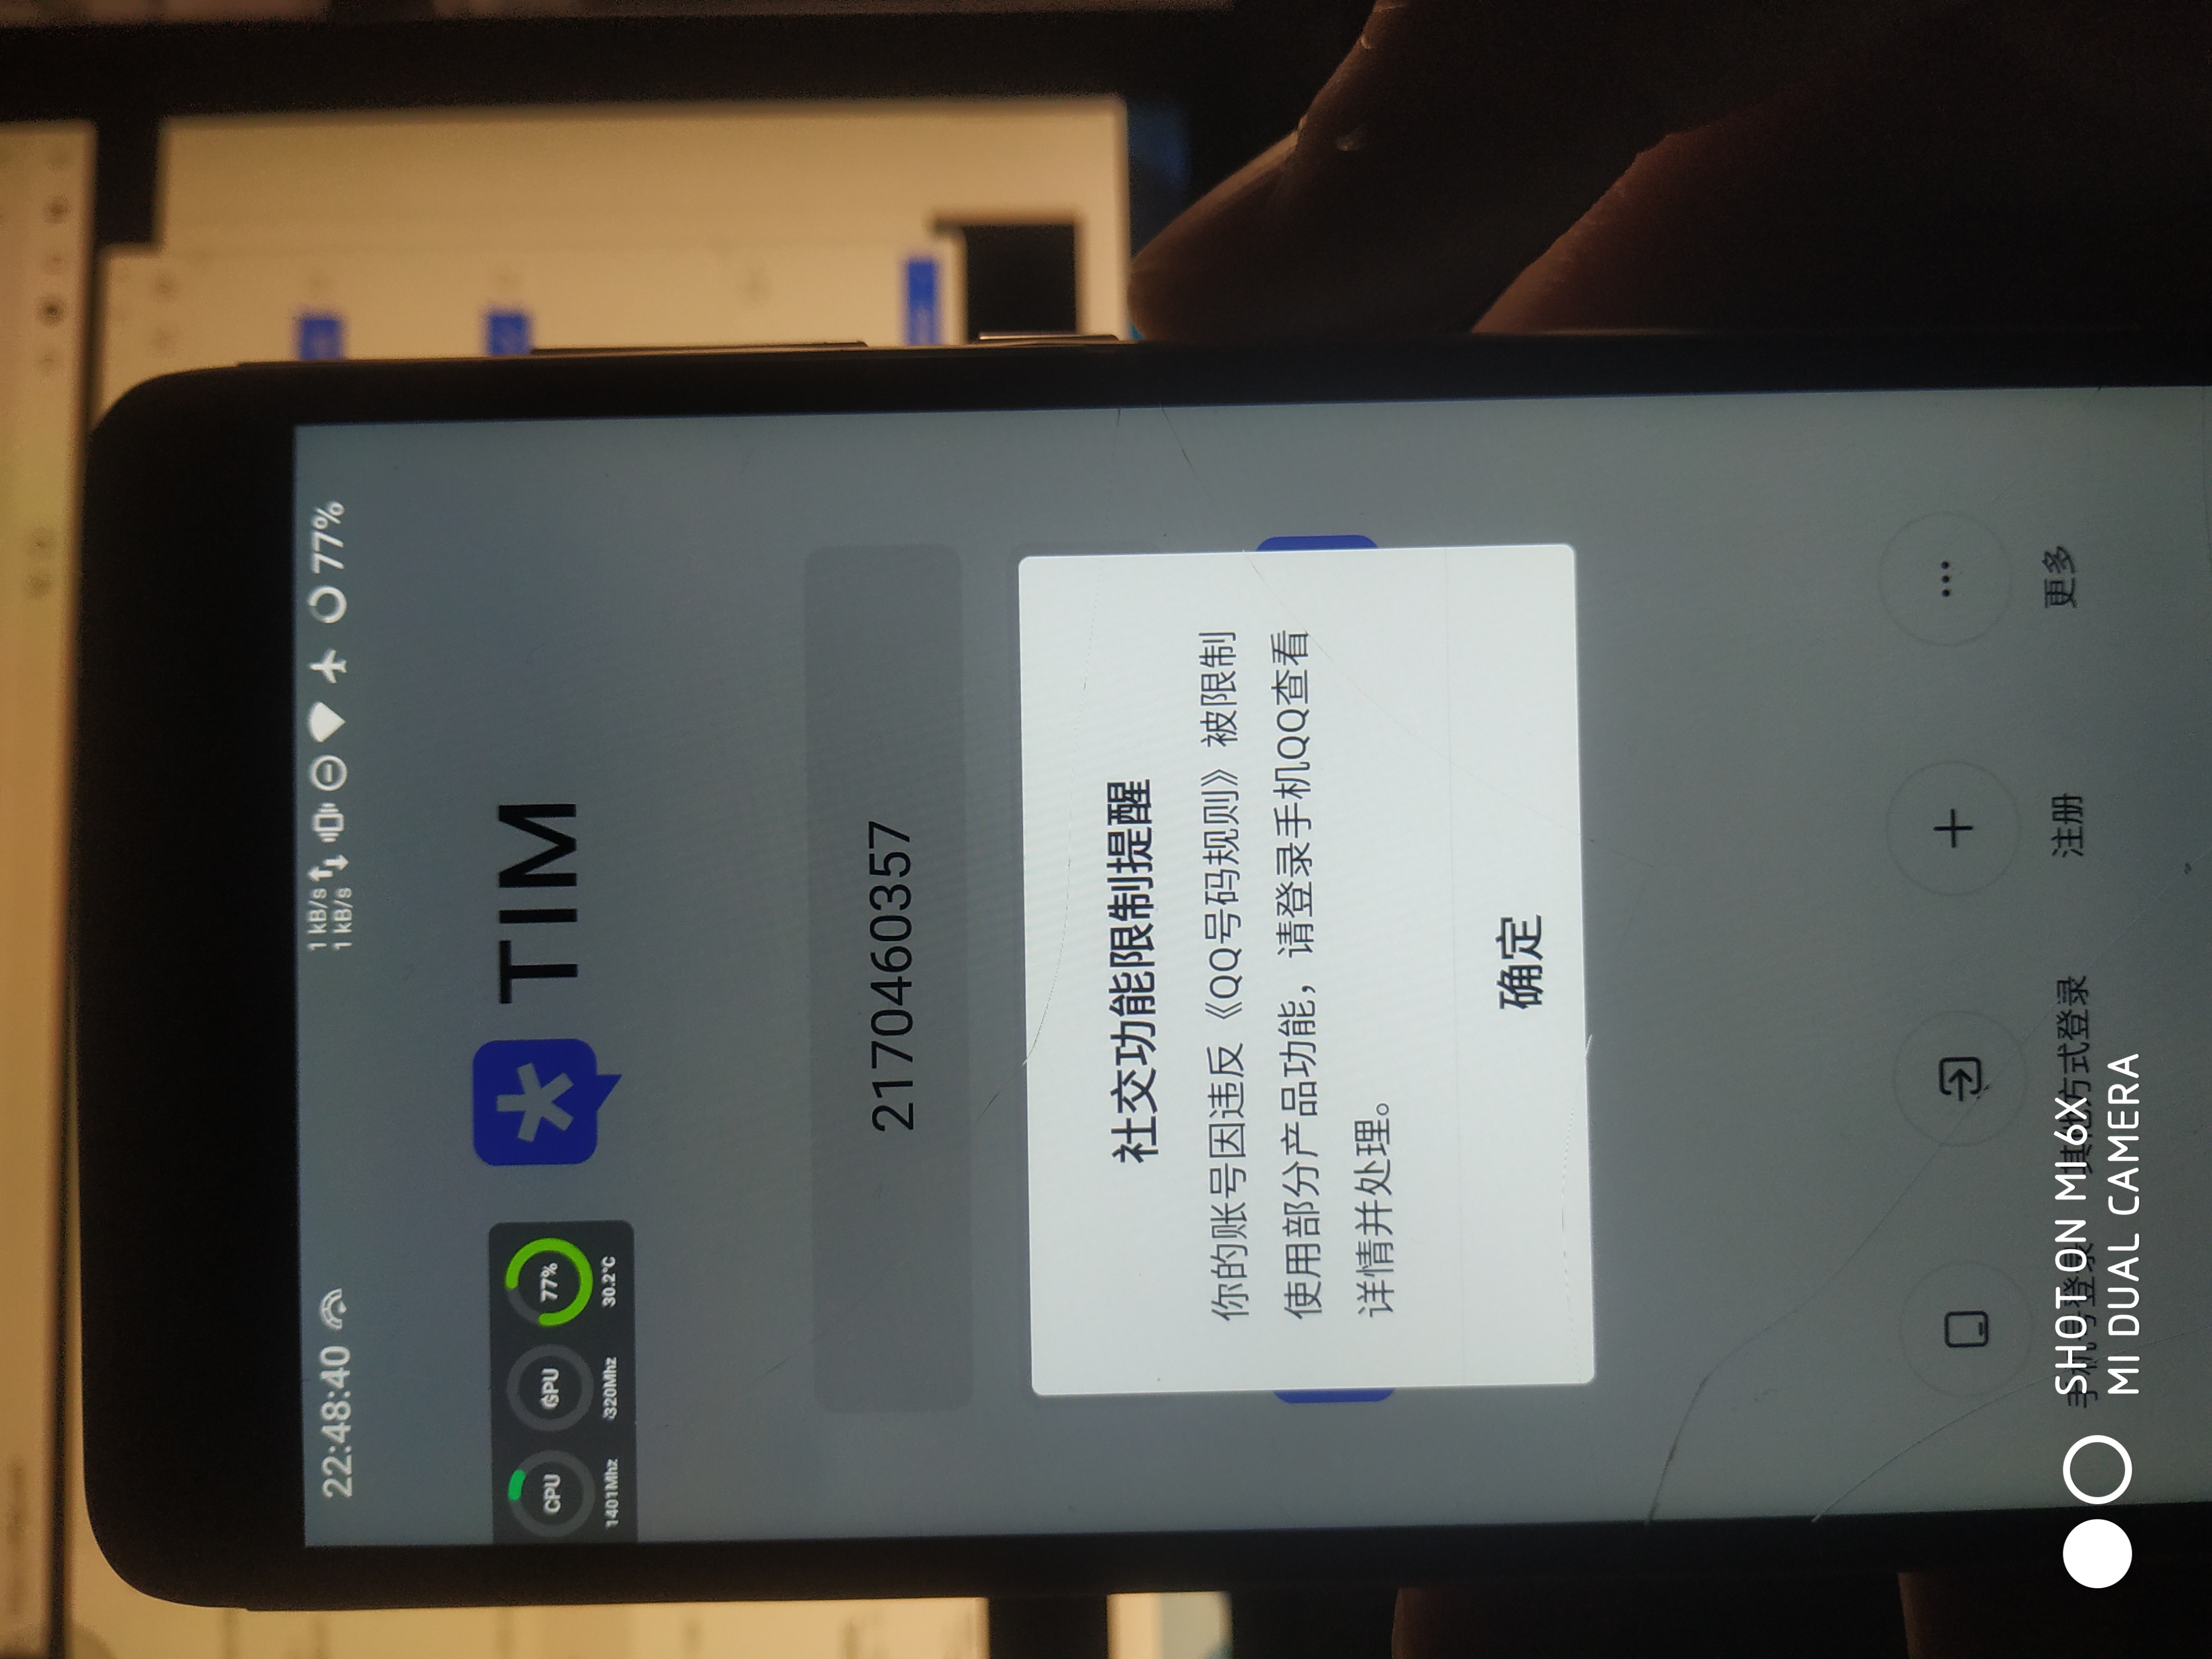 22:48:40
1 kB/s
1 kB/s
77%
CPU GPU 77%
1401Mhz 320Mhz 30.2°C
TIM
2170460357
社交功能限制提醒
你的账号因违反《QQ号码规则》被限制
使用部分产品功能，请登录手机QQ查看
详情并处理。
确定
手机号登录 其他方式登录 注册 更多
SHOT ON MI 6X
MI DUAL CAMERA